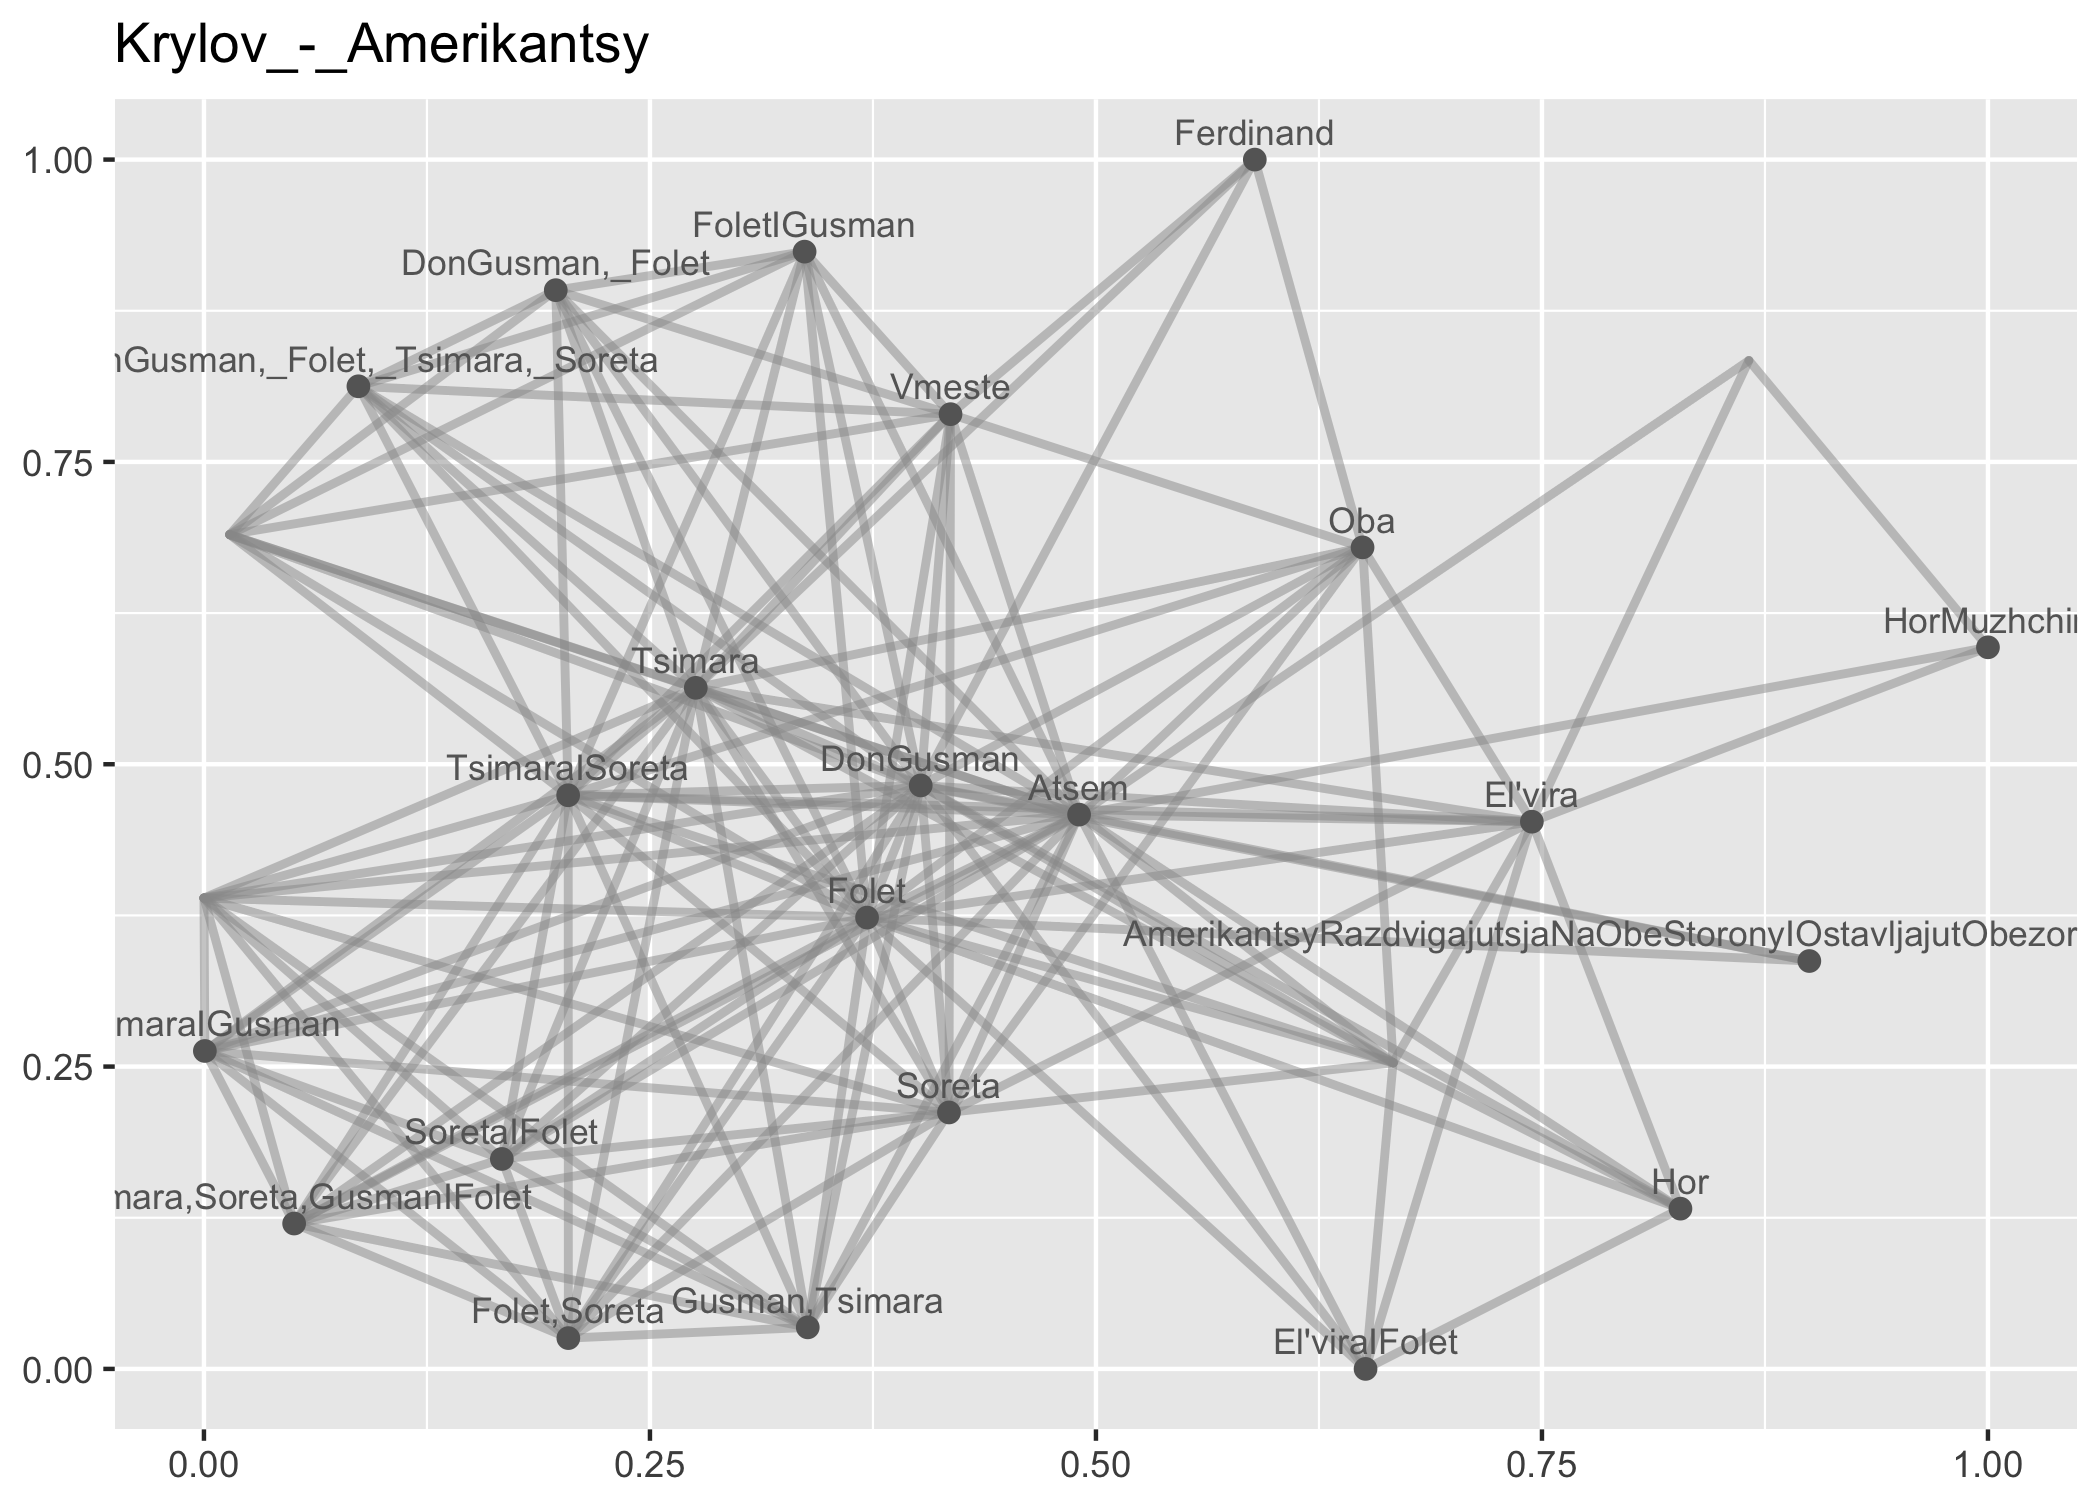 Krylov_-_Amerikantsy
Ferdinand
1.00
FoletIGusman
DonGusman,_Folet
nGusman,_Folet,_Tsimara,_Soreta
Vmeste
0.75
Oba
HorMuzhchin
Tsimara
DonGusman
TsimaraISoreta
0.50
Atsem
El'vira
Folet
AmerikantsyRazdvigajutsjaNaObeStoronyIOstavljajutObezor
maraIGusman
0.25
Soreta
SoretaIFolet
Hor
mara,Soreta,GusmanIFolet
Gusman,Tsimara
Folet,Soreta
El'viraIFolet
0.00
0.00 0.25 0.50 0.75 1.00